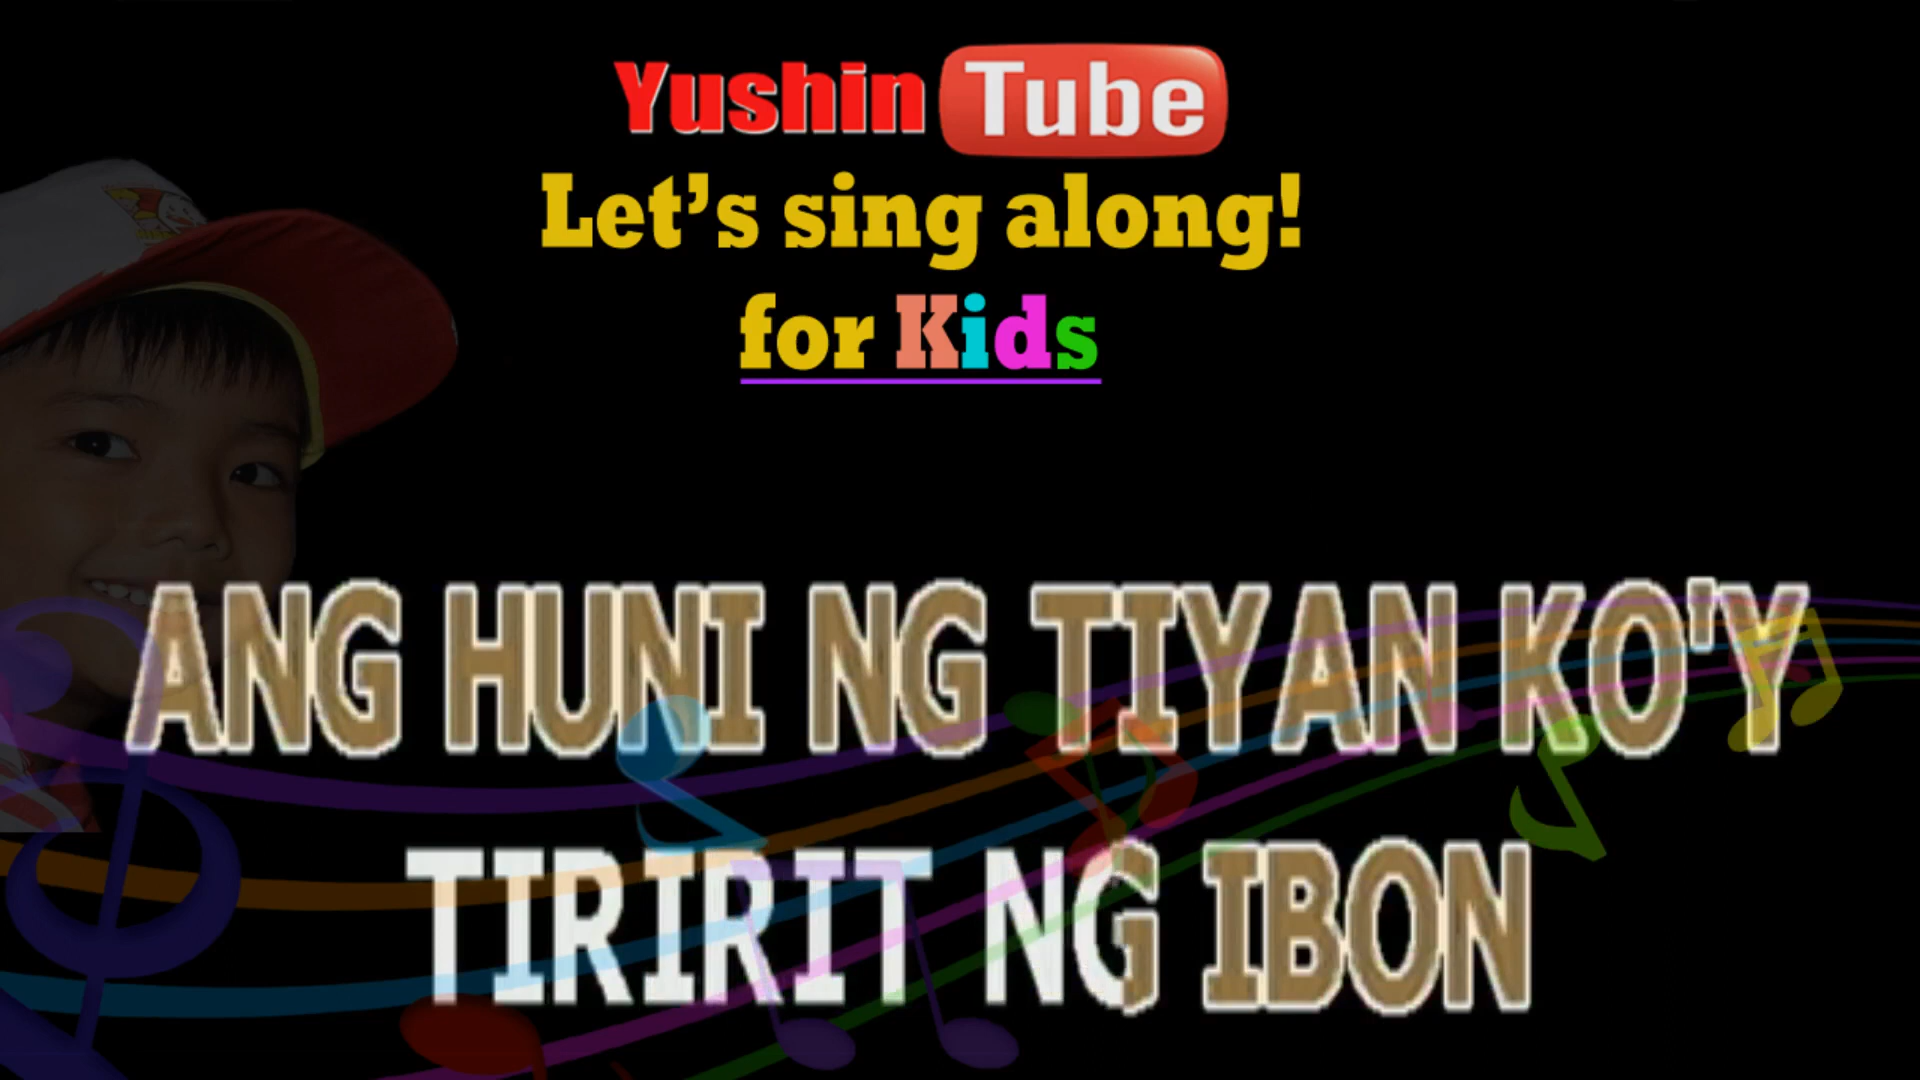 Yushin Tube
Let’s sing along!
for Kids
ANG HUNI NG TIYAN KO'Y
TIRIRIT NG IBON